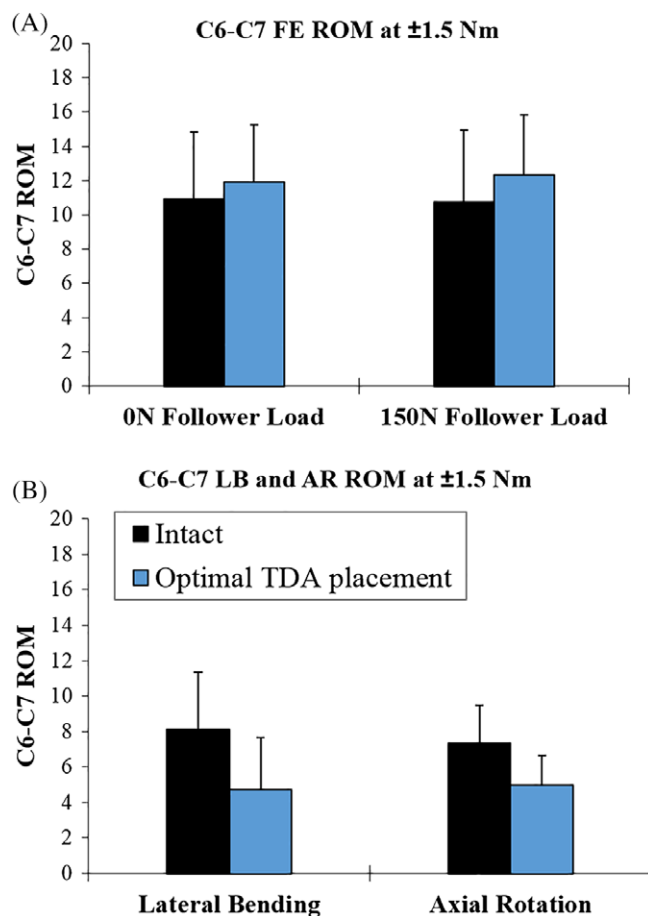 (A)
C6-C7 FE ROM at ±1.5 Nm
20
18
16
14
12
10
8
6
4
2
0
C6-C7 ROM
0N Follower Load 150N Follower Load
(B)
C6-C7 LB and AR ROM at ±1.5 Nm
20
18
16
14
12
10
8
6
4
2
0
C6-C7 ROM
Intact
Optimal TDA placement
Lateral Bending Axial Rotation